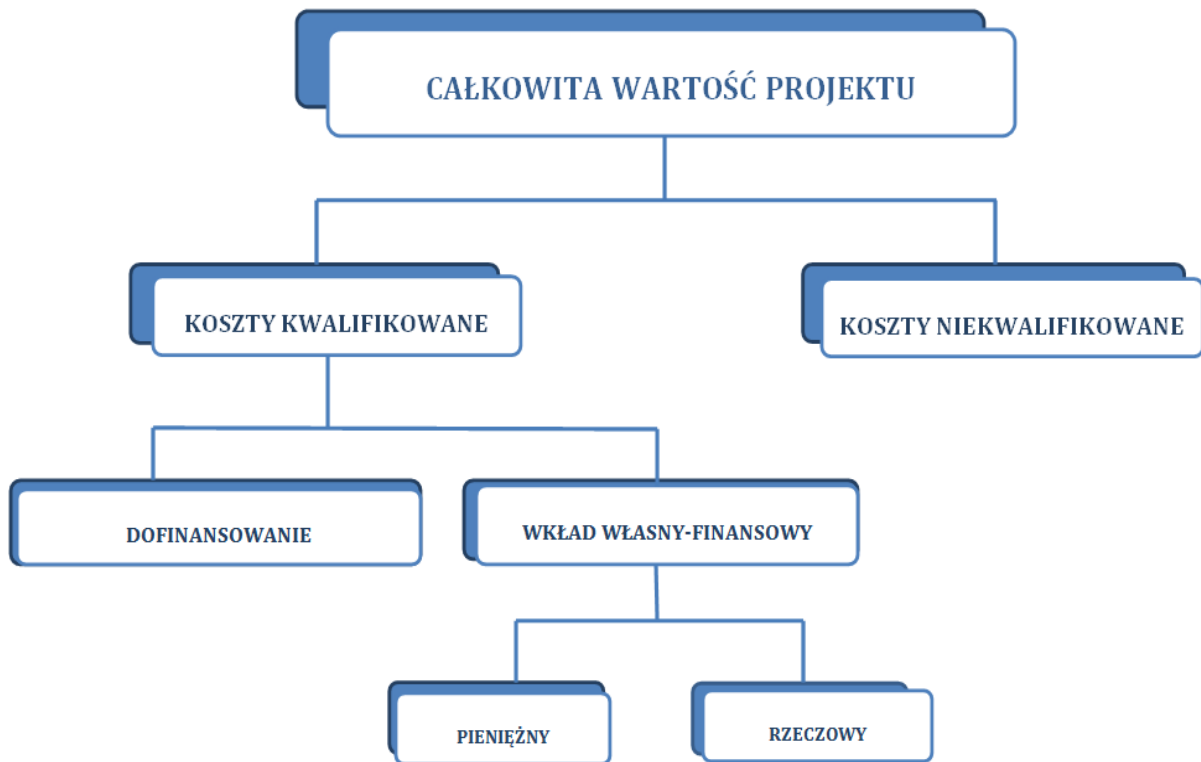 CAŁKOWITA WARTOŚĆ PROJEKTU
KOSZTY KWALIFIKOWANE
KOSZTY NIEKWALIFIKOWANE
DOFINANSOWANIE
WKŁAD WŁASNY-FINANSOWY
PIENIĘŻNY
RZECZOWY